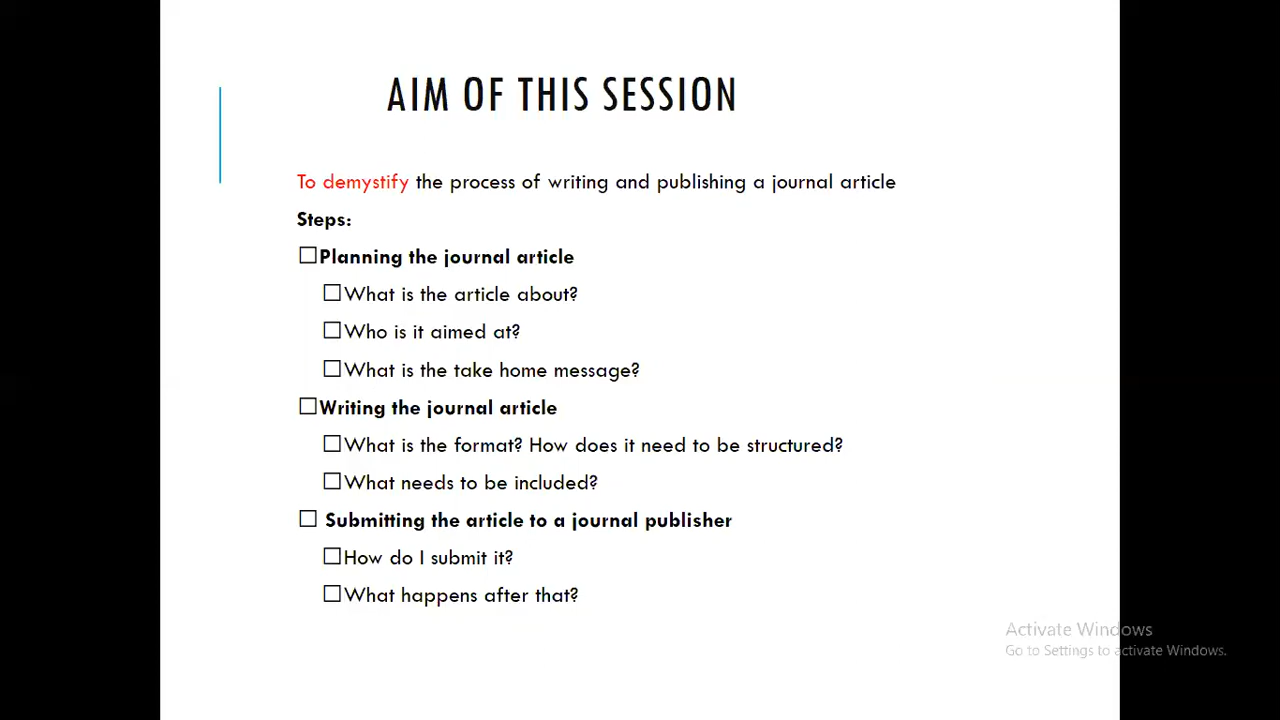 AIM OF THIS SESSION
To demystify the process of writing and publishing a journal article
Steps:
☐Planning the journal article
☐What is the article about?
☐Who is it aimed at?
☐What is the take home message?
☐Writing the journal article
☐What is the format? How does it need to be structured?
☐What needs to be included?
☐ Submitting the article to a journal publisher
☐How do I submit it?
☐What happens after that?
Activate Windows
Go to Settings to activate Windows.